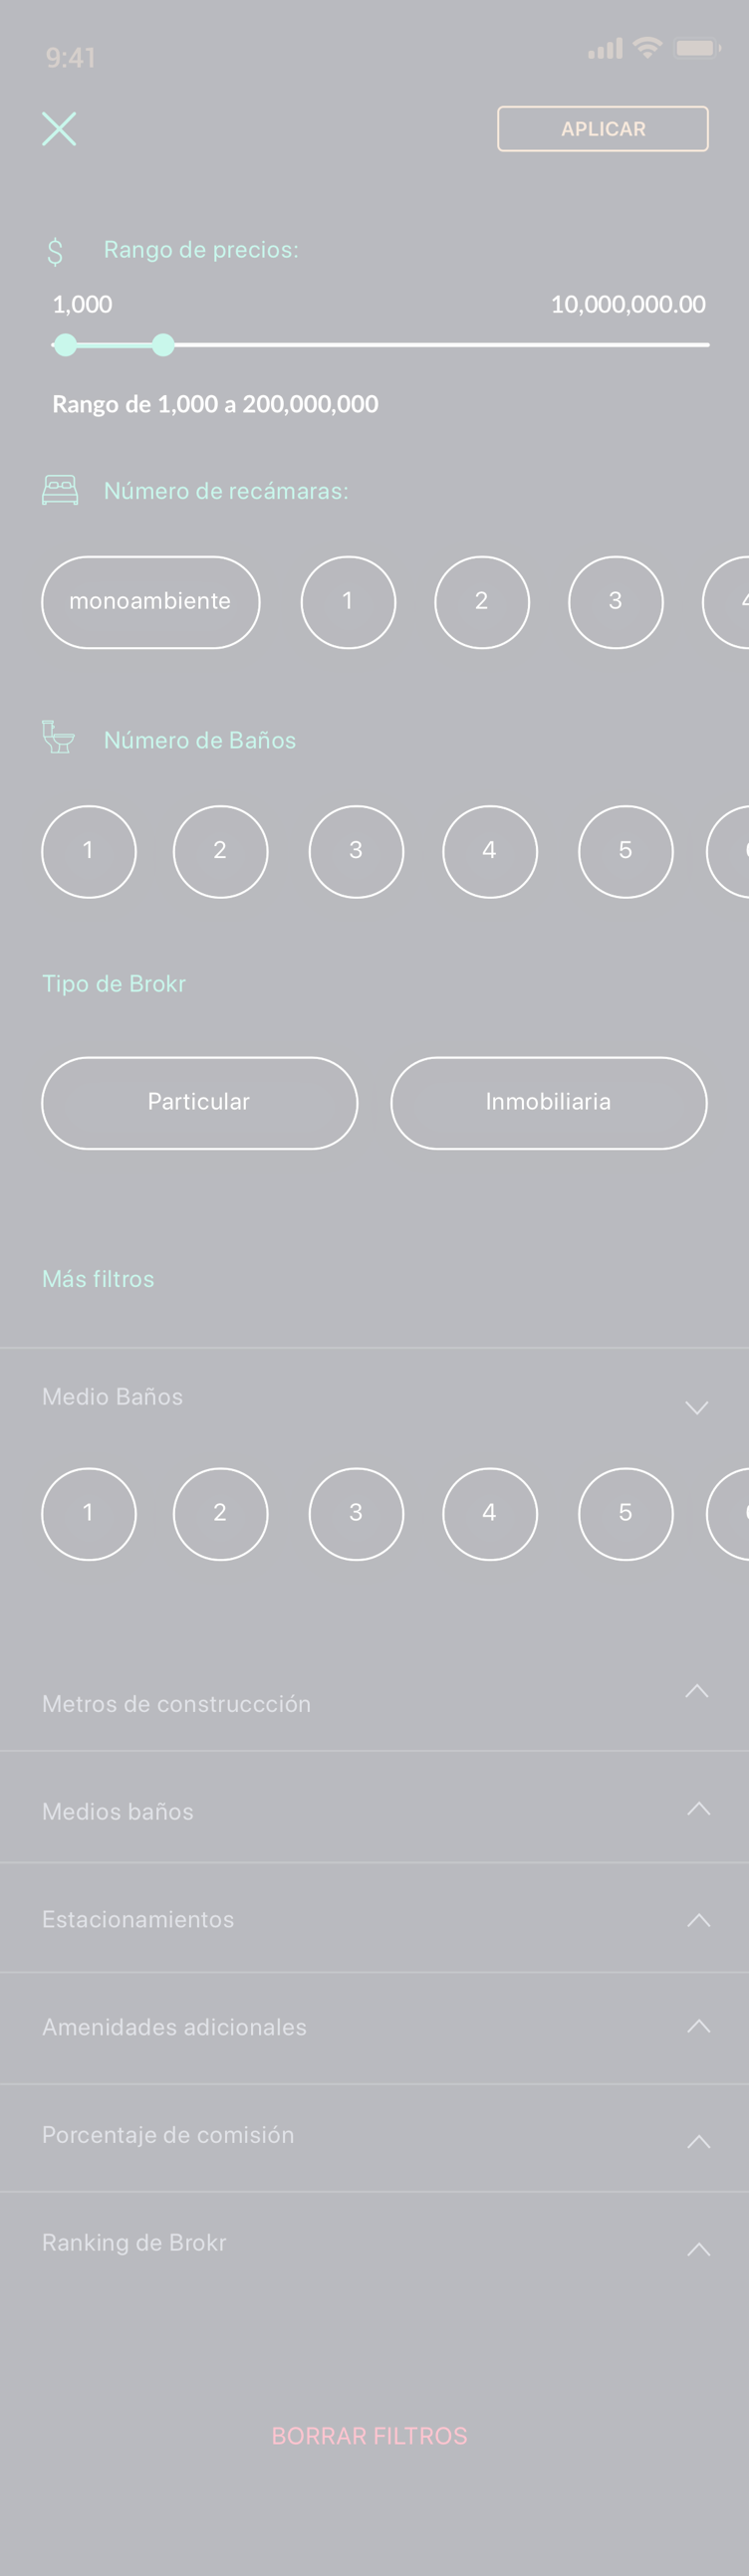 9:41
APLICAR
$ Rango de precios:
1,000 10,000,000.00
Rango de 1,000 a 200,000,000
Número de recámaras:
monoambiente 1 2 3 4
Número de Baños
1 2 3 4 5
Tipo de Brokr
Particular Inmobiliaria
Más filtros
Medio Baños
1 2 3 4 5
Metros de construccción
Medios baños
Estacionamientos
Amenidades adicionales
Porcentaje de comisión
Ranking de Brokr
BORRAR FILTROS